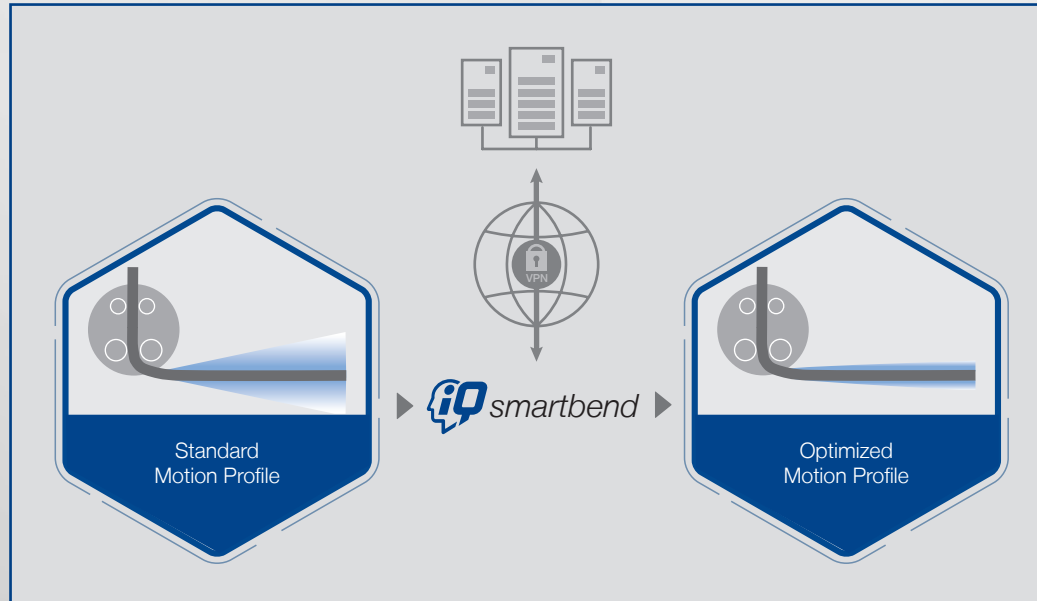 VPN
iQ smartbend
Standard
Motion Profile
Optimized
Motion Profile